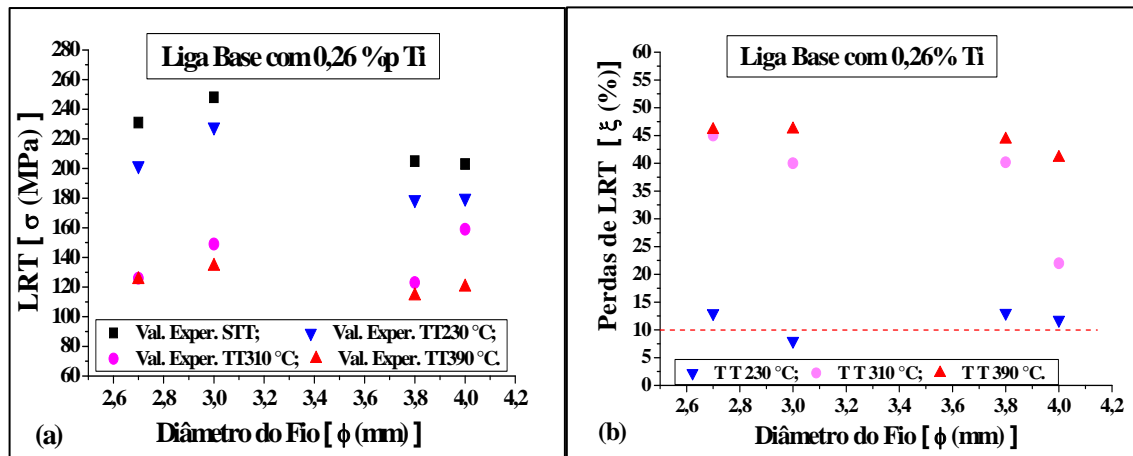 Liga Base com 0,26 %p Ti
LRT [ σ (MPa) ]
280
260
240
220
200
180
160
140
120
100
80
60
Val. Exper. STT;
Val. Exper. TT230 °C;
Val. Exper. TT310 °C;
Val. Exper. TT390 °C.
2,6 2,8 3,0 3,2 3,4 3,6 3,8 4,0 4,2
(a)
Diâmetro do Fio [ ϕ (mm) ]
Liga Base com 0,26% Ti
Perdas de LRT [ ξ (%) ]
60
55
50
45
40
35
30
25
20
15
10
5
0
T T 230 °C; T T 310 °C; T T 390 °C.
2,6 2,8 3,0 3,2 3,4 3,6 3,8 4,0 4,2
(b)
Diâmetro do Fio [ ϕ (mm) ]